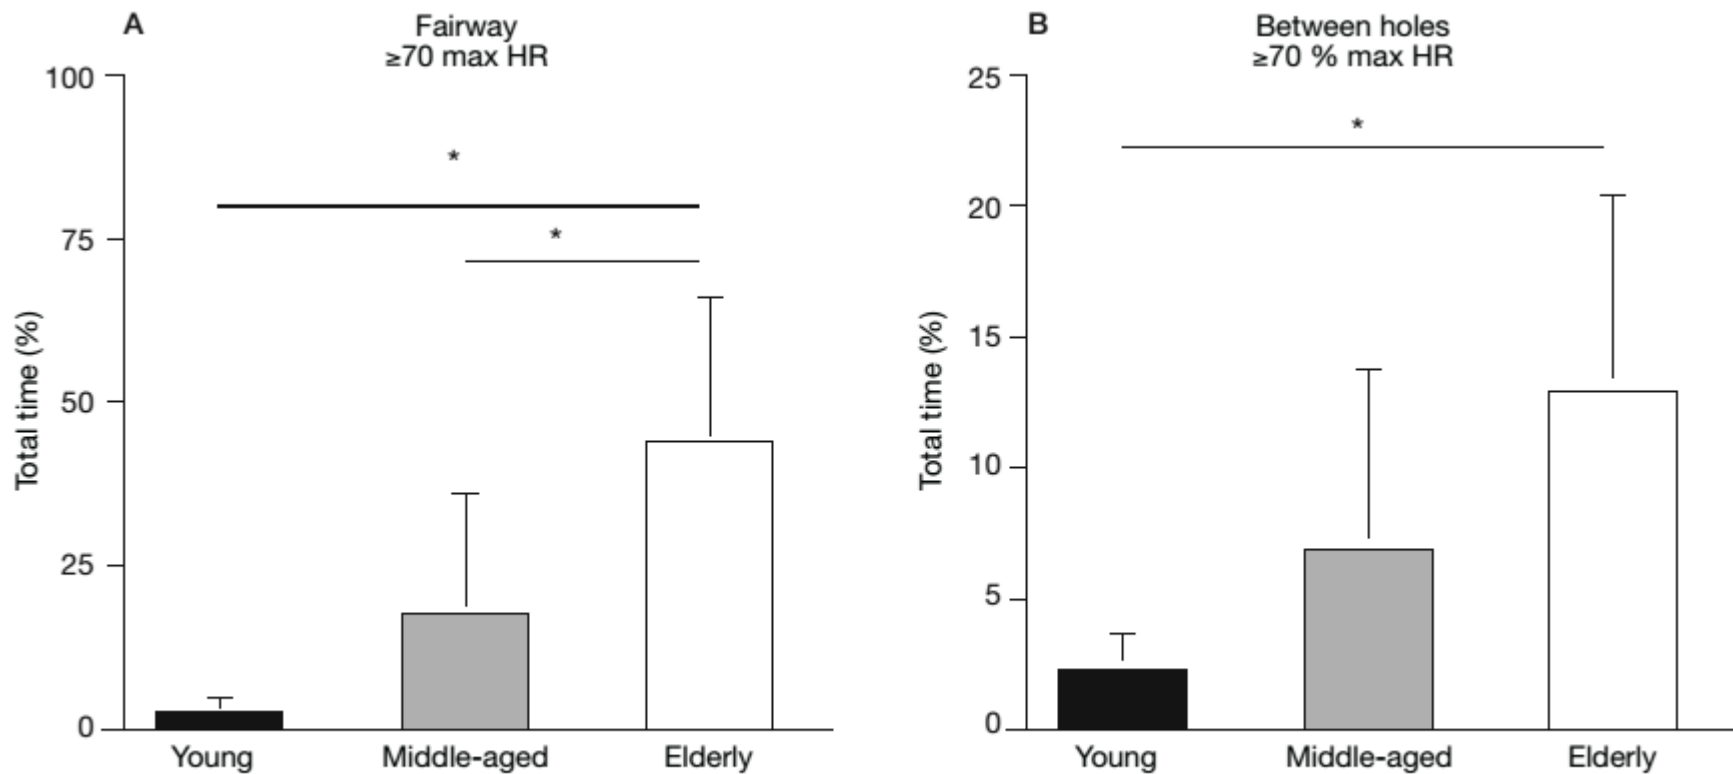 A
Fairway
≥70 max HR
100
75
50
25
0
Total time (%)
*
*
Young
Middle-aged
Elderly
B
Between holes
≥70 % max HR
25
20
15
10
5
0
Total time (%)
*
Young
Middle-aged
Elderly